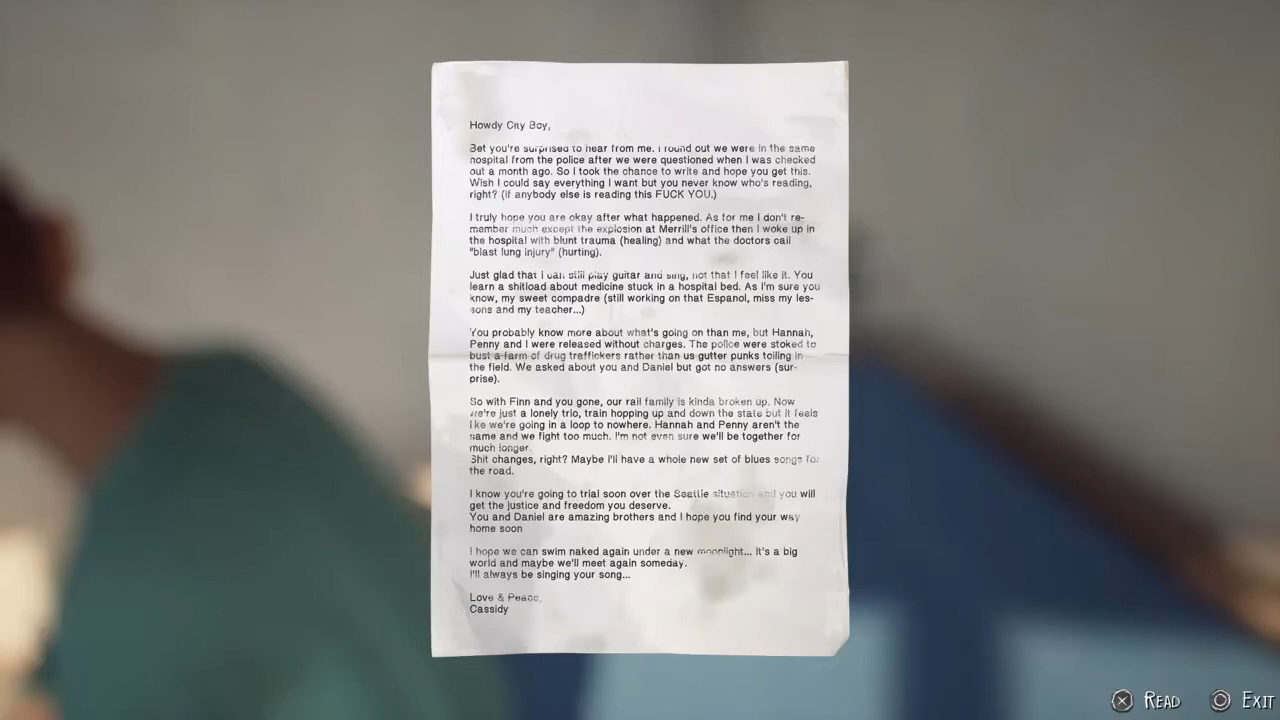 Howdy City Boy,
Bet you're surprised to hear from me. I found out we were in the same
hospital from the police after we were questioned when I was checked
out a month ago. So I took the chance to write and hope you get this.
Wish I could say everything I want but you never know who's reading,
right? (if anybody else is reading this FUCK YOU.)
I truly hope you are okay after what happened. As for me I don't re-
member much except the explosion at Merrill's office then I woke up in
the hospital with blunt trauma (healing) and what the doctors call
"blast lung injury" (hurting).
Just glad that I can still play guitar and sing, not that I feel like it. You
learn a shitload about medicine stuck in a hospital bed. As I'm sure you
know, my sweet compadre (still working on that Espanol, miss my les-
sons and my teacher...)
You probably know more about what's going on than me, but Hannah,
Penny and I were released without charges. The police were stoked to
bust a farm of drug traffickers rather than us gutter punks toiling in
the field. We asked about you and Daniel but got no answers (sur-
prise).
So with Finn and you gone, our rail family is kinda broken up. Now
we're just a lonely trio, train hopping up and down the state but it feels
like we're going in a loop to nowhere. Hannah and Penny aren't the
same and we fight too much. I'm not even sure we'll be together for
much longer.
Shit changes, right? Maybe I'll have a whole new set of blues songs for
the road.
I know you're going to trial soon over the Seattle situation and you will
get the justice and freedom you deserve.
You and Daniel are amazing brothers and I hope you find your way
home soon
I hope we can swim naked again under a new moonlight... It's a big
world and maybe we'll meet again someday.
I'll always be singing your song...
Love & Peace,
Cassidy
READ
EXIT